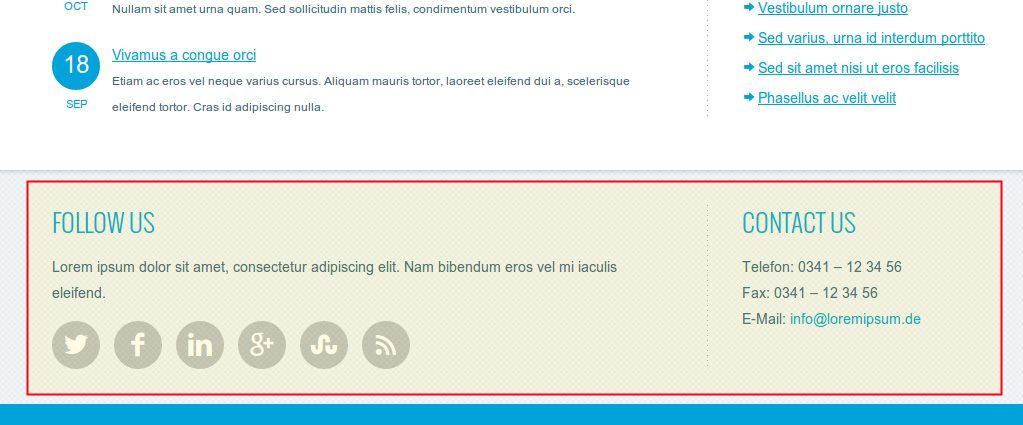 OCT
Nullam sit amet urna quam. Sed sollicitudin mattis felis, condimentum vestibulum orci.
18
SEP
Vivamus a congue orci
Etiam ac eros vel neque varius cursus. Aliquam mauris tortor, laoreet eleifend dui a, scelerisque
eleifend tortor. Cras id adipiscing nulla.
Vestibulum ornare justo
Sed varius, urna id interdum porttito
Sed sit amet nisi ut eros facilisis
Phasellus ac velit velit
FOLLOW US
Lorem ipsum dolor sit amet, consectetur adipiscing elit. Nam bibendum eros vel mi iaculis
eleifend.
f
in
g+
CONTACT US
Telefon: 0341 – 12 34 56
Fax: 0341 – 12 34 56
E-Mail: info@loremipsum.de